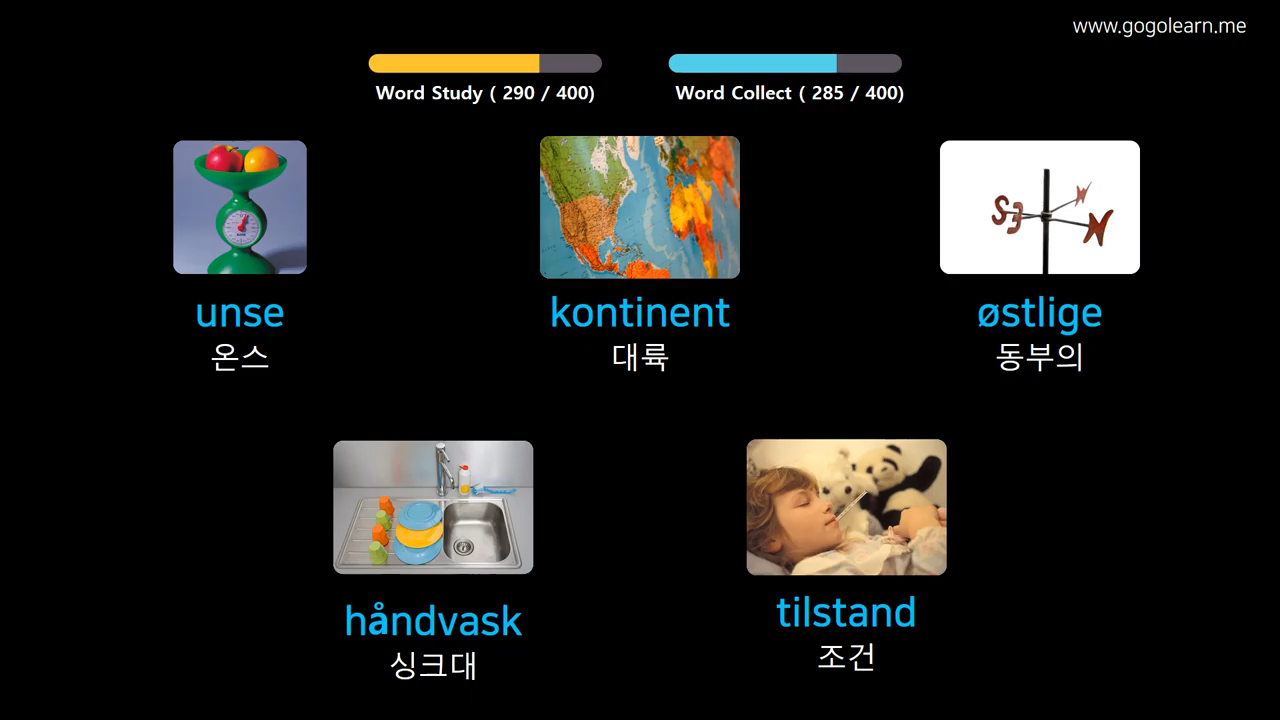 www.gogolearn.me
Word Study ( 290 / 400)
Word Collect ( 285 / 400)
unse
온스
kontinent
대륙
østlige
동부의
håndvask
싱크대
tilstand
조건